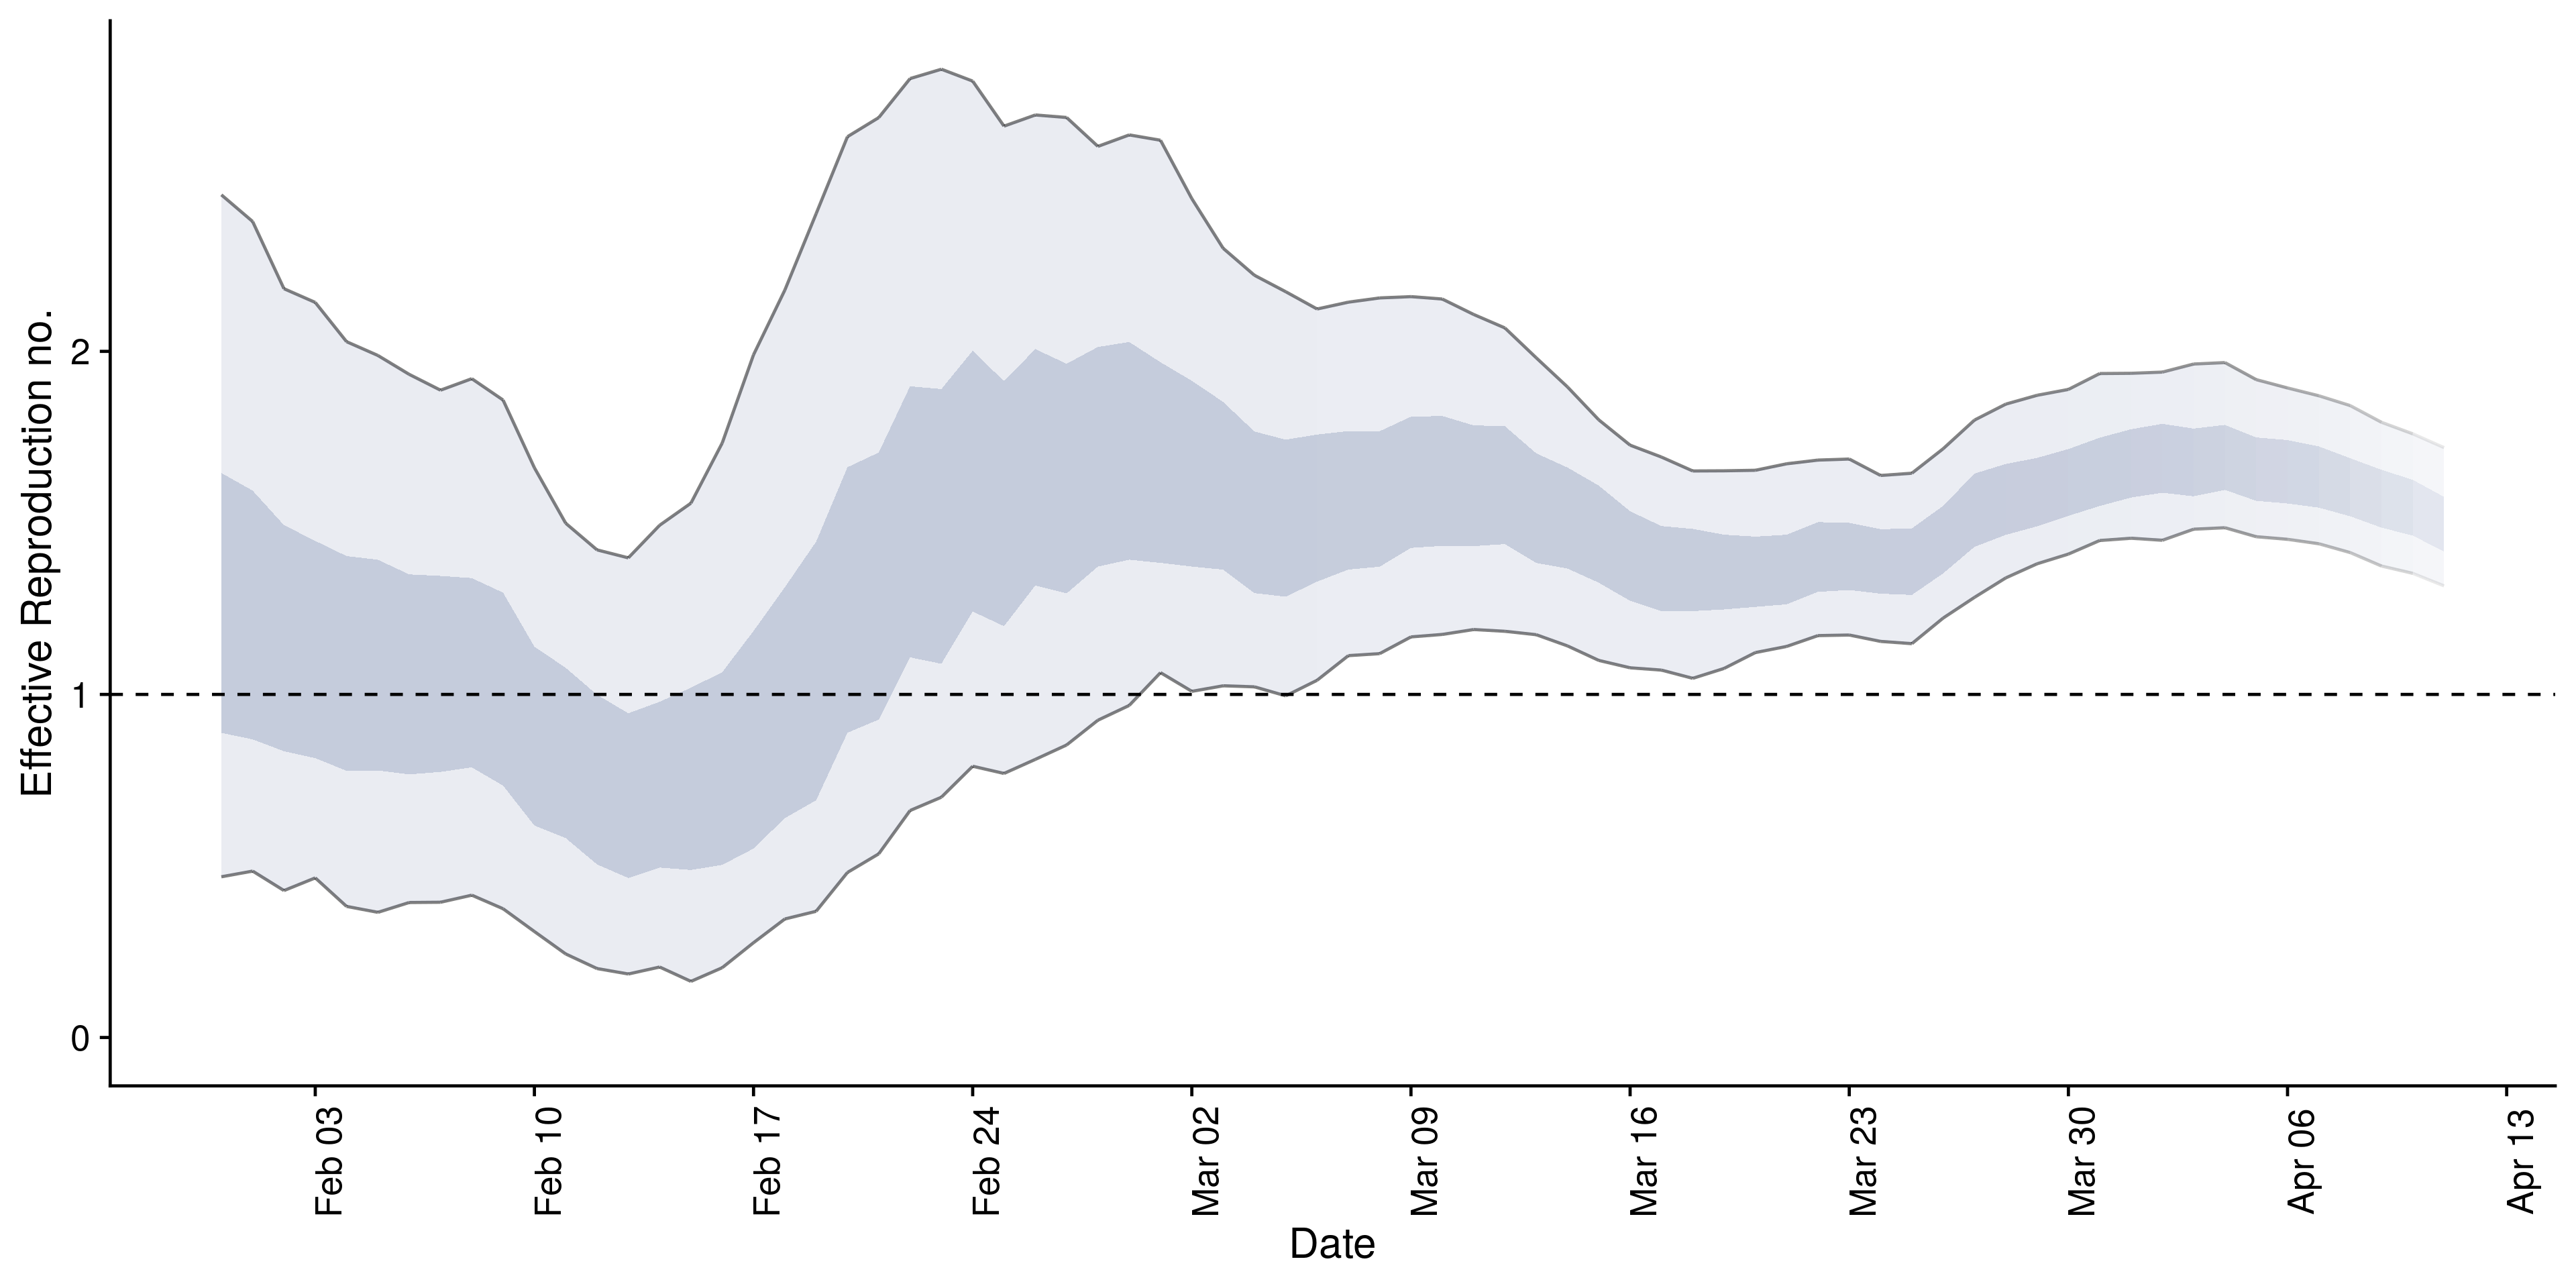 Effective Reproduction no.
2
1
0
Feb 03
Feb 10
Feb 17
Feb 24
Mar 02
Mar 09
Mar 16
Mar 23
Mar 30
Apr 06
Apr 13
Date